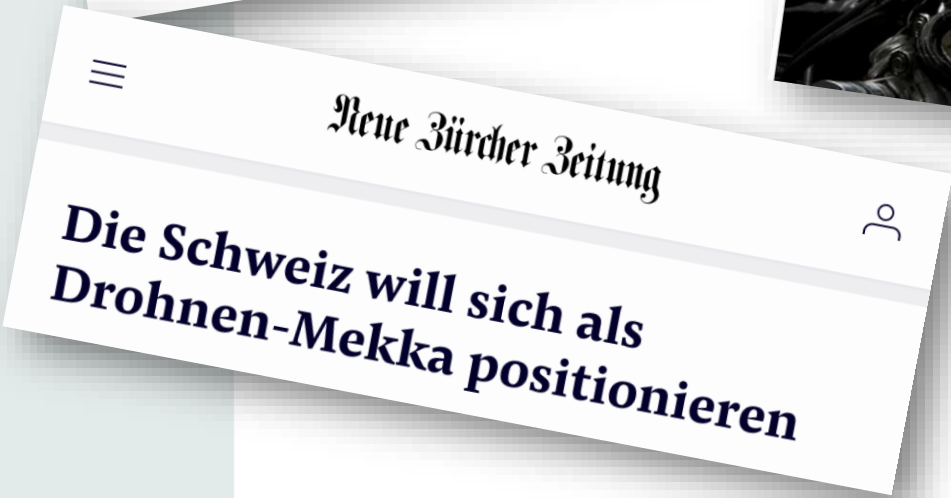 Neue Zürcher Zeitung
Die Schweiz will sich als
Drohnen-Mekka positionieren